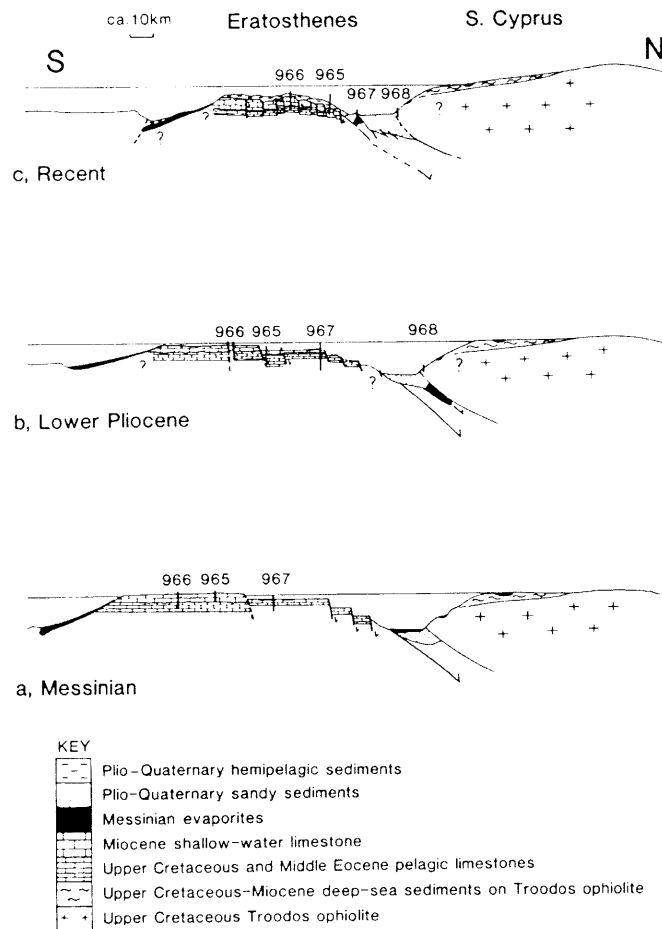 ca. 10km Eratosthenes S. Cyprus
S N
966 965
967 968
? ? ?
c, Recent
966 965 967 968
? ? ?
b, Lower Pliocene
966 965 967
a, Messinian
KEY
Plio-Quaternary hemipelagic sediments
Plio-Quaternary sandy sediments
Messinian evaporites
Miocene shallow-water limestone
Upper Cretaceous and Middle Eocene pelagic limestones
Upper Cretaceous-Miocene deep-sea sediments on Troodos ophiolite
Upper Cretaceous Troodos ophiolite